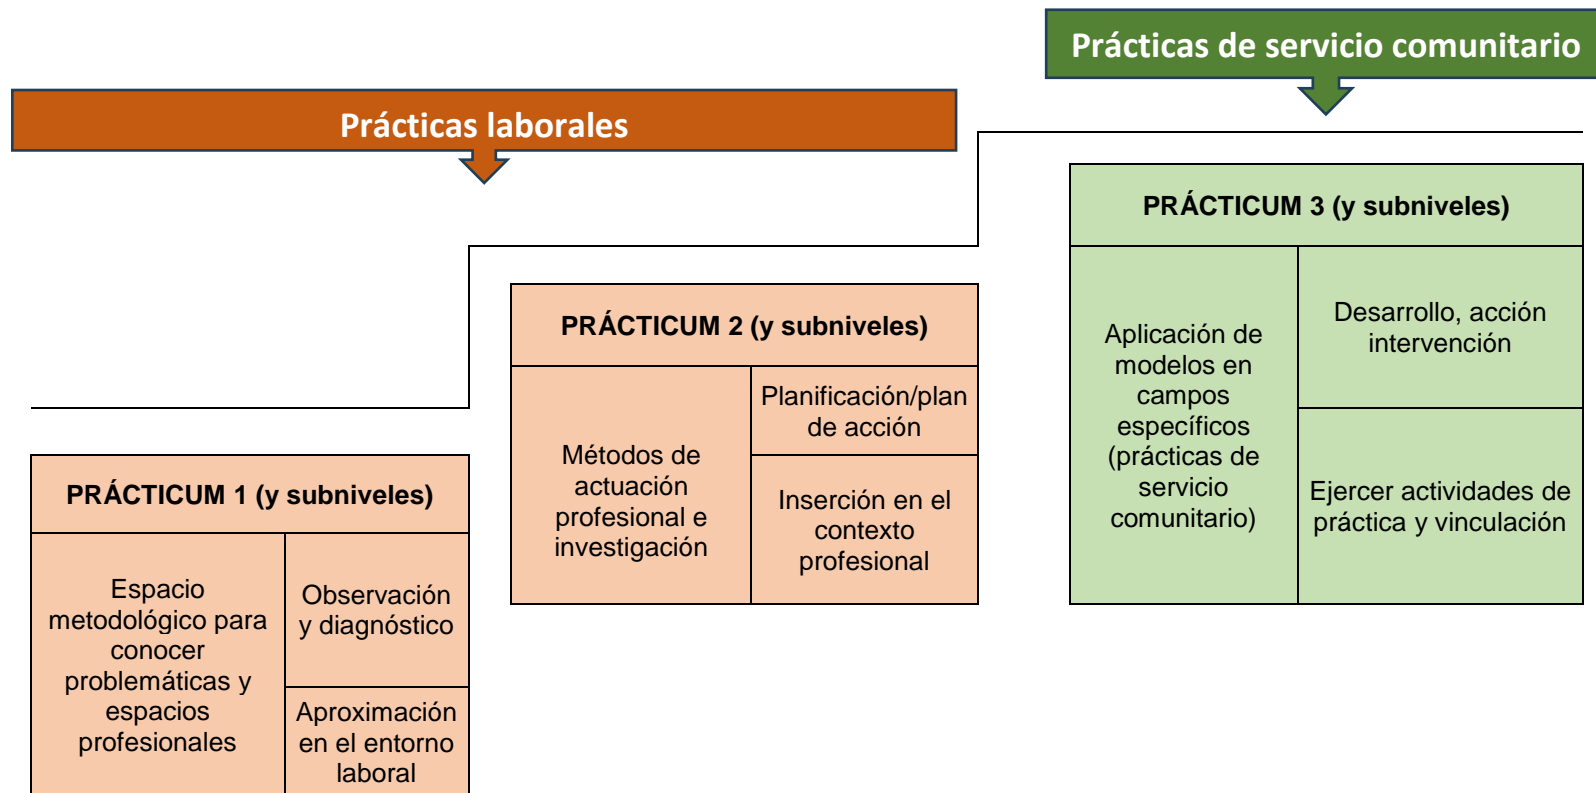 Prácticas de servicio comunitario
Prácticas laborales
PRÁCTICUM 1 (y subniveles)
Espacio
metodológico para
conocer
problemáticas y
espacios
profesionales
Observación
y diagnóstico
Aproximación
en el entorno
laboral
PRÁCTICUM 2 (y subniveles)
Métodos de
actuación
profesional e
investigación
Planificación/plan
de acción
Inserción en el
contexto
profesional
PRÁCTICUM 3 (y subniveles)
Aplicación de
modelos en
campos
específicos
(prácticas de
servicio
comunitario)
Desarrollo, acción
intervención
Ejercer actividades de
práctica y vinculación